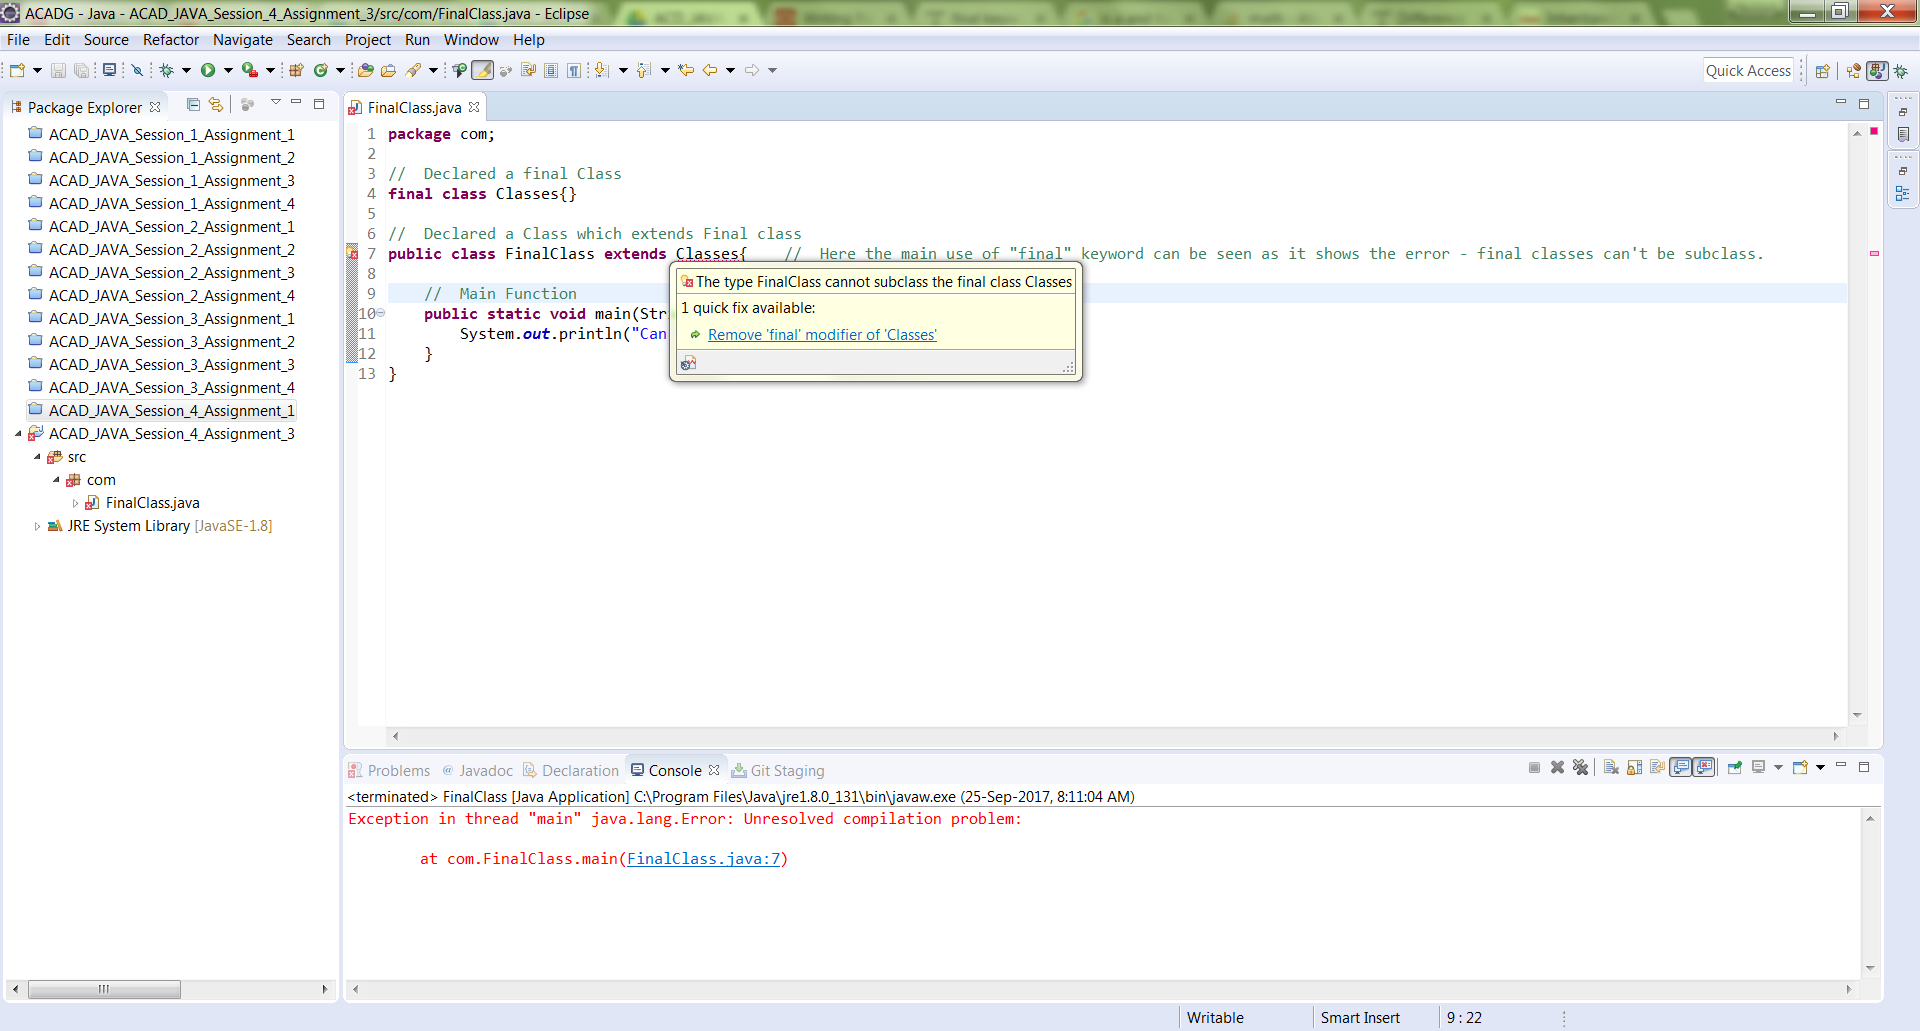 ACADG - Java - ACAD_JAVA_Session_4_Assignment_3/src/com/FinalClass.java - Eclipse
File Edit Source Refactor Navigate Search Project Run Window Help
Quick Access
Package Explorer
ACAD_JAVA_Session_1_Assignment_1
ACAD_JAVA_Session_1_Assignment_2
ACAD_JAVA_Session_1_Assignment_3
ACAD_JAVA_Session_1_Assignment_4
ACAD_JAVA_Session_2_Assignment_1
ACAD_JAVA_Session_2_Assignment_2
ACAD_JAVA_Session_2_Assignment_3
ACAD_JAVA_Session_2_Assignment_4
ACAD_JAVA_Session_3_Assignment_1
ACAD_JAVA_Session_3_Assignment_2
ACAD_JAVA_Session_3_Assignment_3
ACAD_JAVA_Session_3_Assignment_4
ACAD_JAVA_Session_4_Assignment_1
ACAD_JAVA_Session_4_Assignment_3
src
com
FinalClass.java
JRE System Library [JavaSE-1.8]
FinalClass.java
1 package com;
2
3 //  Declared a final Class
4 final class Classes{}
5
6 //  Declared a Class which extends Final class
7 public class FinalClass extends Classes{    //  Here the main use of "final" keyword can be seen as it shows the error - final classes can't be subclass.
8
9     //  Main Function
10    public static void main(Stri
11        System.out.println("Can
12    }
13 }
The type FinalClass cannot subclass the final class Classes
1 quick fix available:
Remove 'final' modifier of 'Classes'
Problems @ Javadoc Declaration Console Git Staging
<terminated> FinalClass [Java Application] C:\Program Files\Java\jre1.8.0_131\bin\javaw.exe (25-Sep-2017, 8:11:04 AM)
Exception in thread "main" java.lang.Error: Unresolved compilation problem:
at com.FinalClass.main(FinalClass.java:7)
Writable Smart Insert 9 : 22